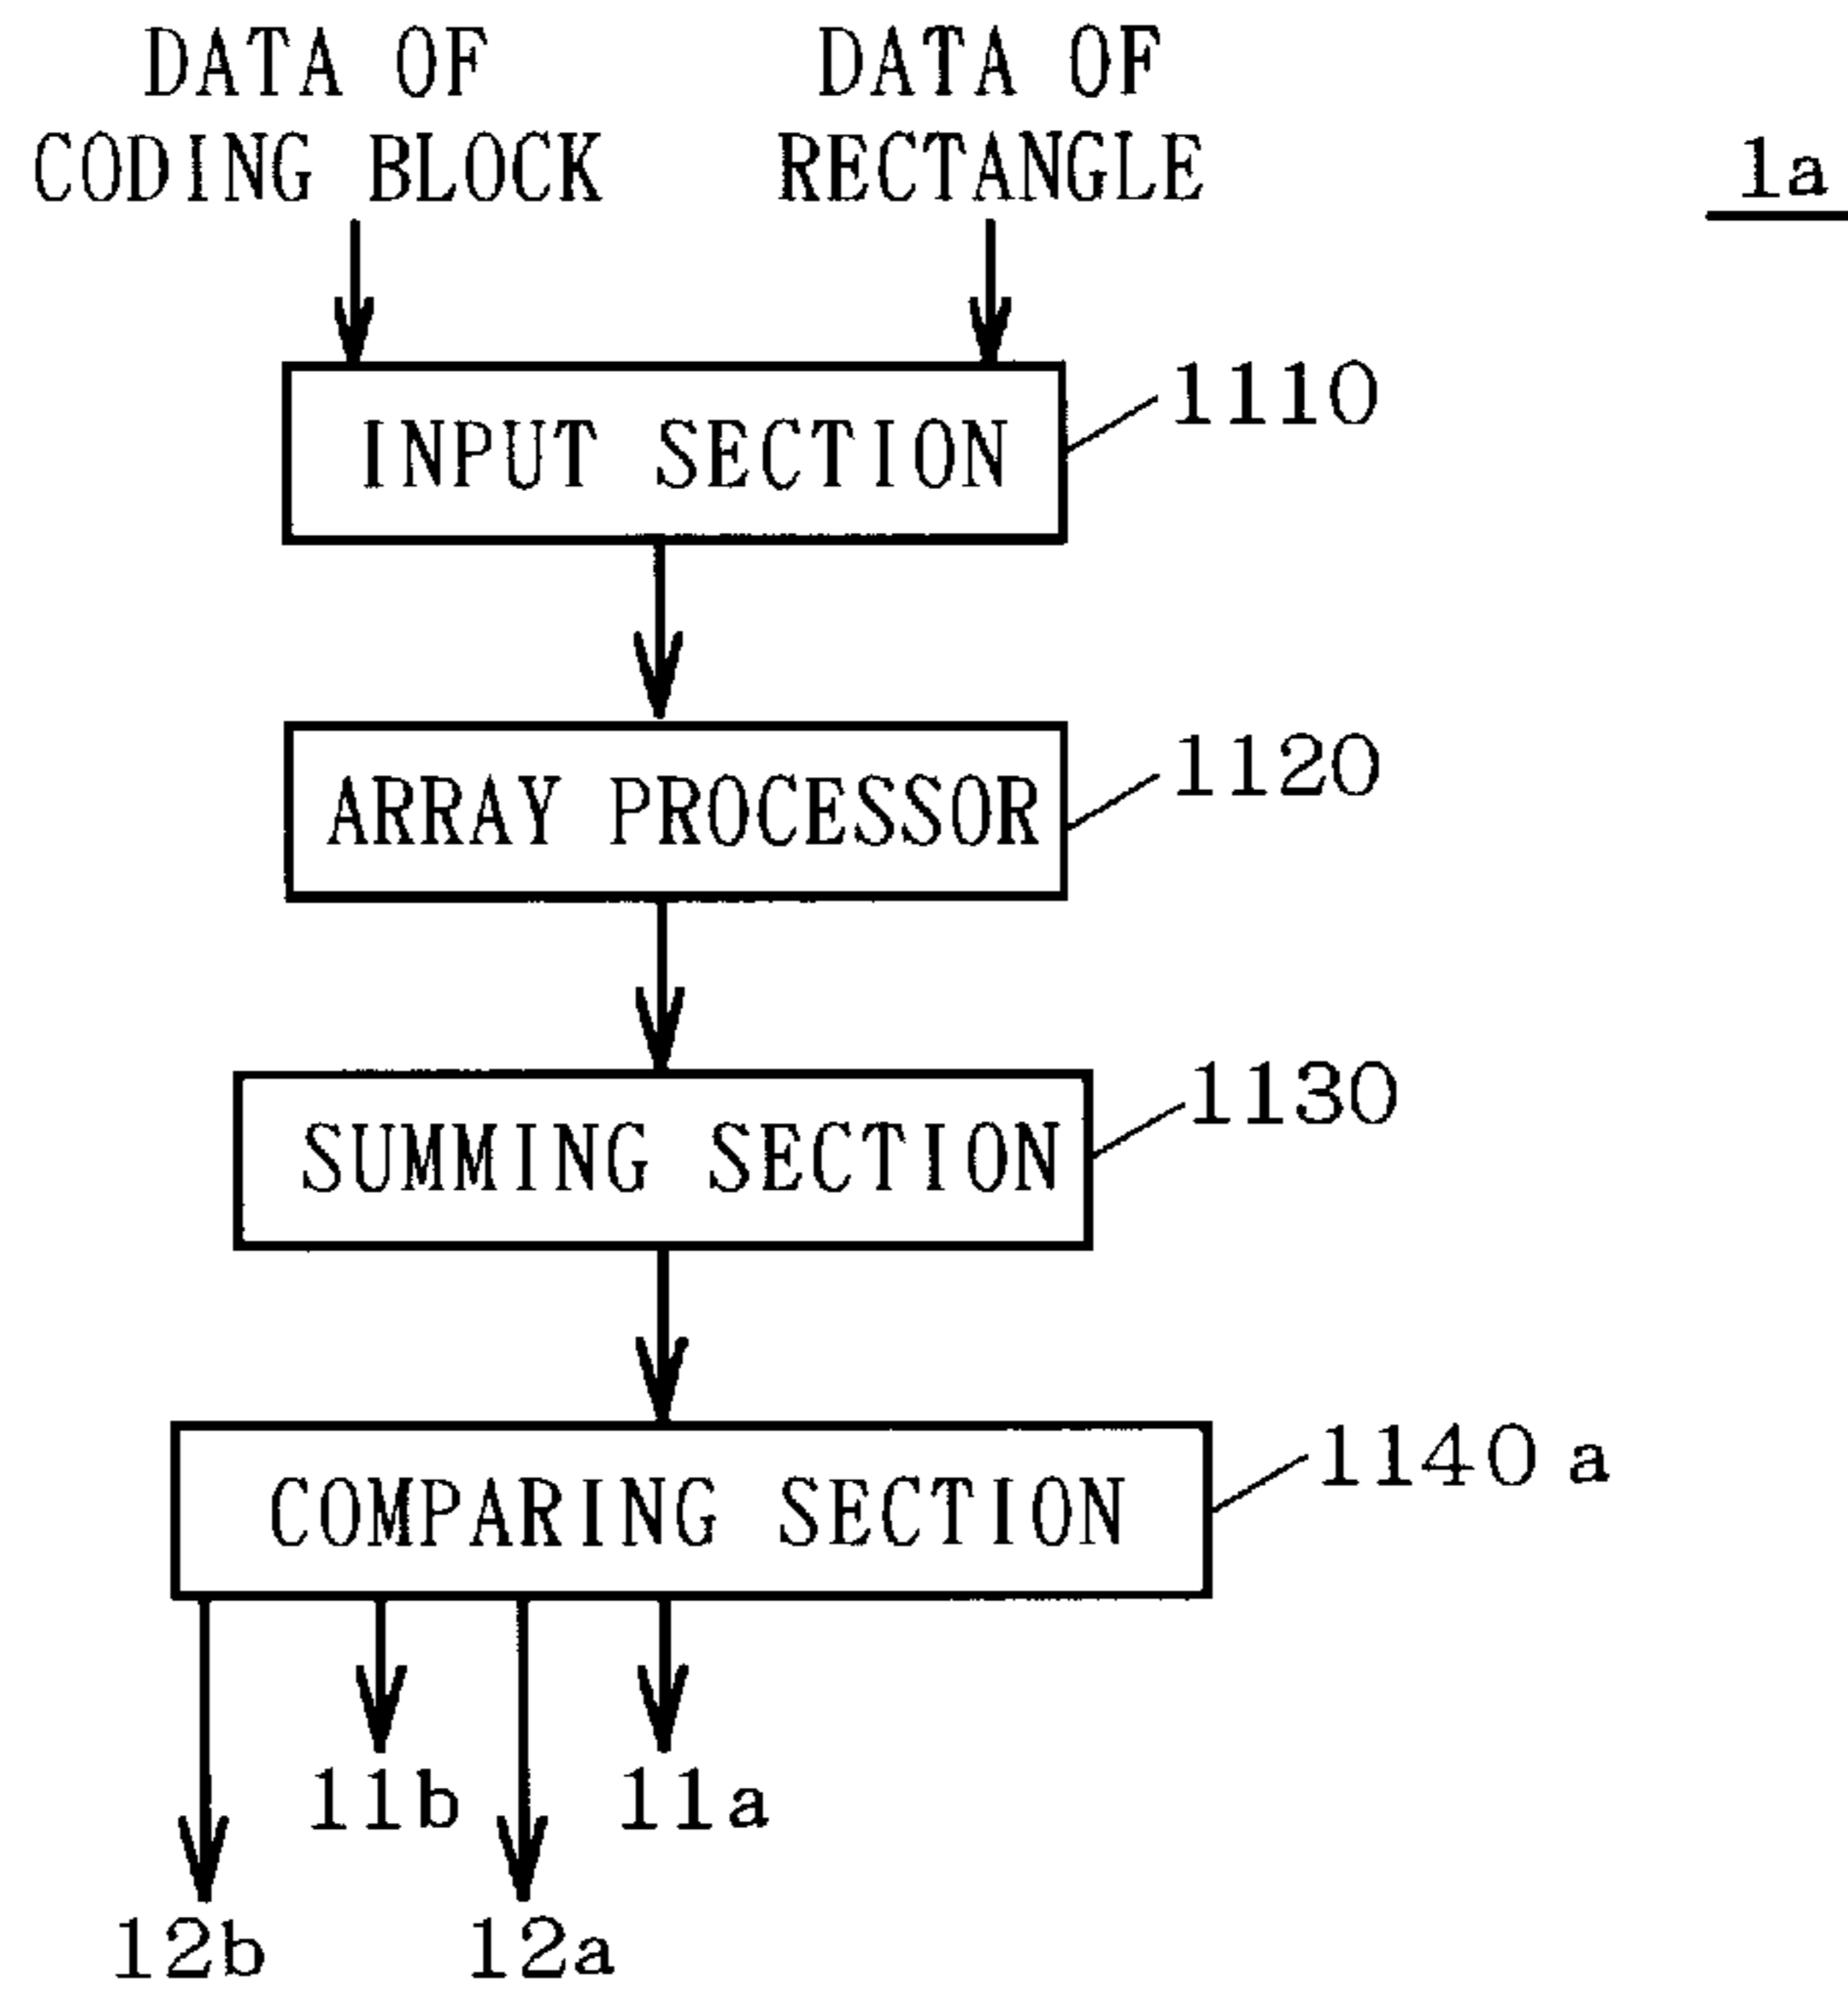 DATA OF
CODING BLOCK
DATA OF
RECTANGLE
1a
INPUT SECTION
1110
ARRAY PROCESSOR
1120
SUMMING SECTION
1130
COMPARING SECTION
1140a
11b
11a
12b
12a